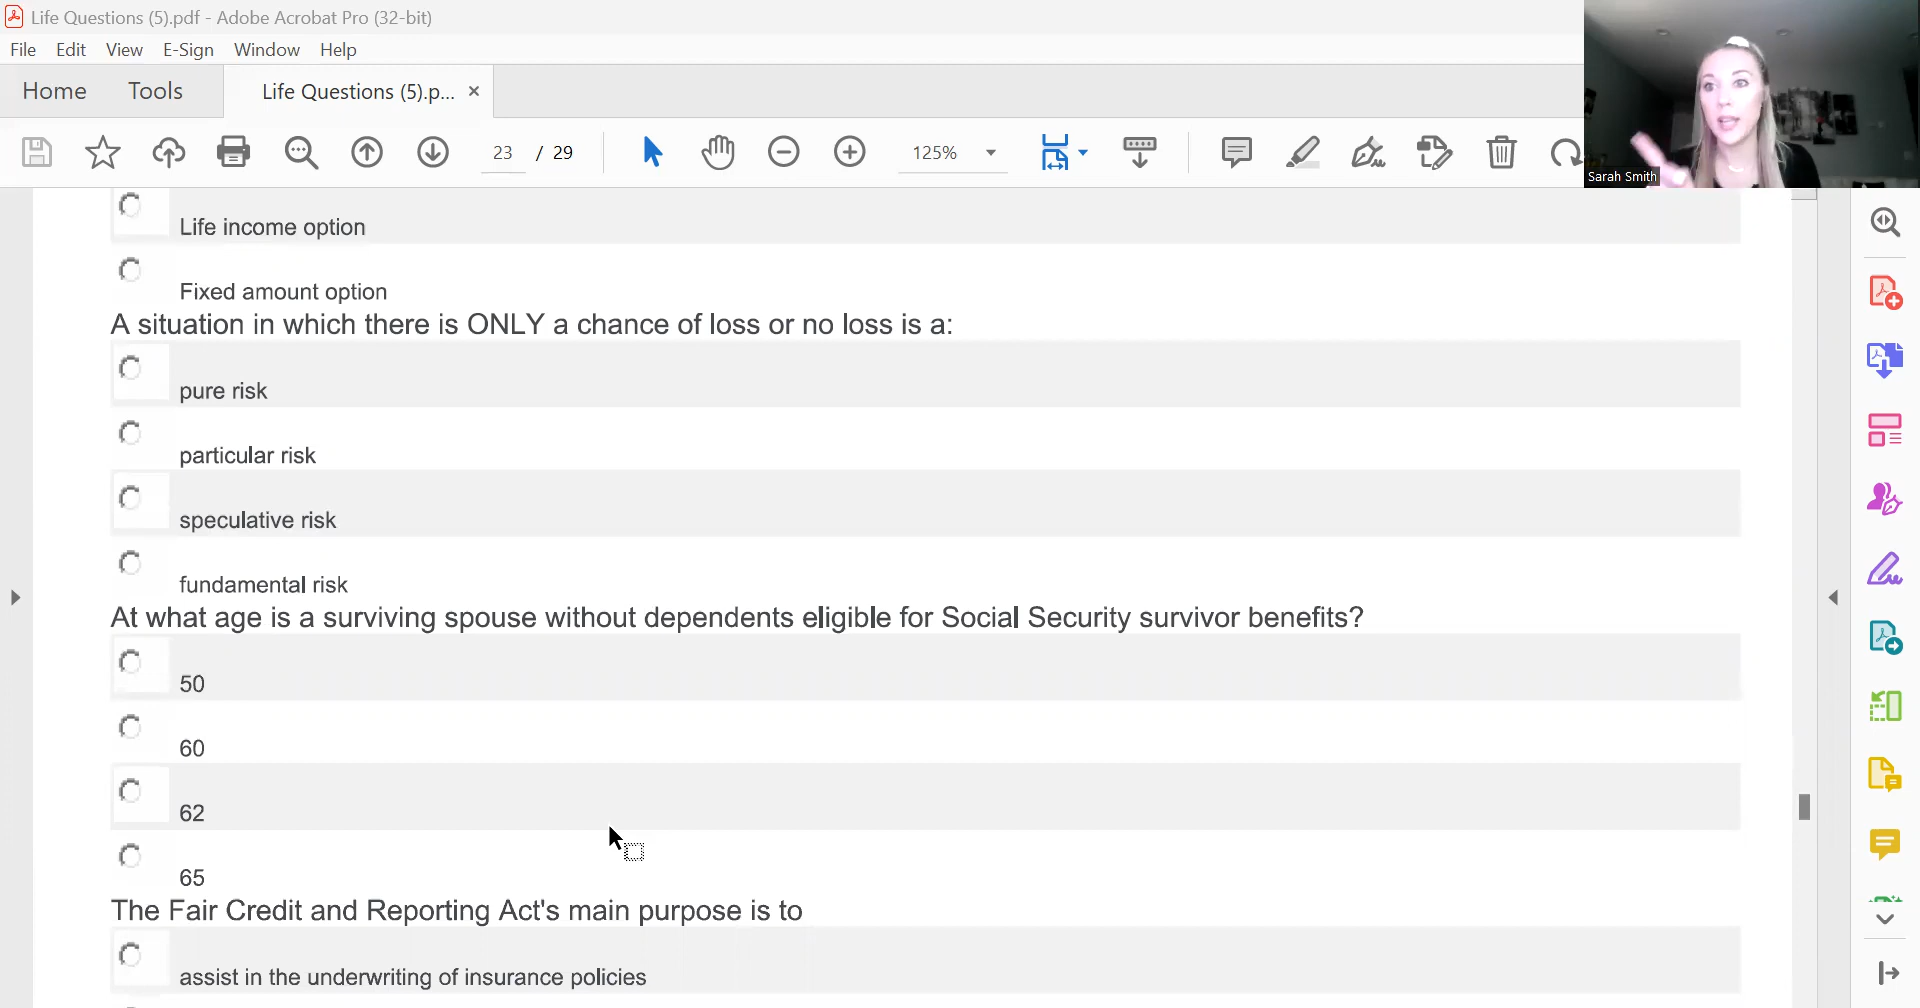 Life Questions (5).pdf - Adobe Acrobat Pro (32-bit)
File Edit View E-Sign Window Help
Home Tools Life Questions (5).p... ×
23 / 29 125%
Sarah Smith
Life income option
Fixed amount option
A situation in which there is ONLY a chance of loss or no loss is a:
pure risk
particular risk
speculative risk
fundamental risk
At what age is a surviving spouse without dependents eligible for Social Security survivor benefits?
50
60
62
65
The Fair Credit and Reporting Act's main purpose is to
assist in the underwriting of insurance policies